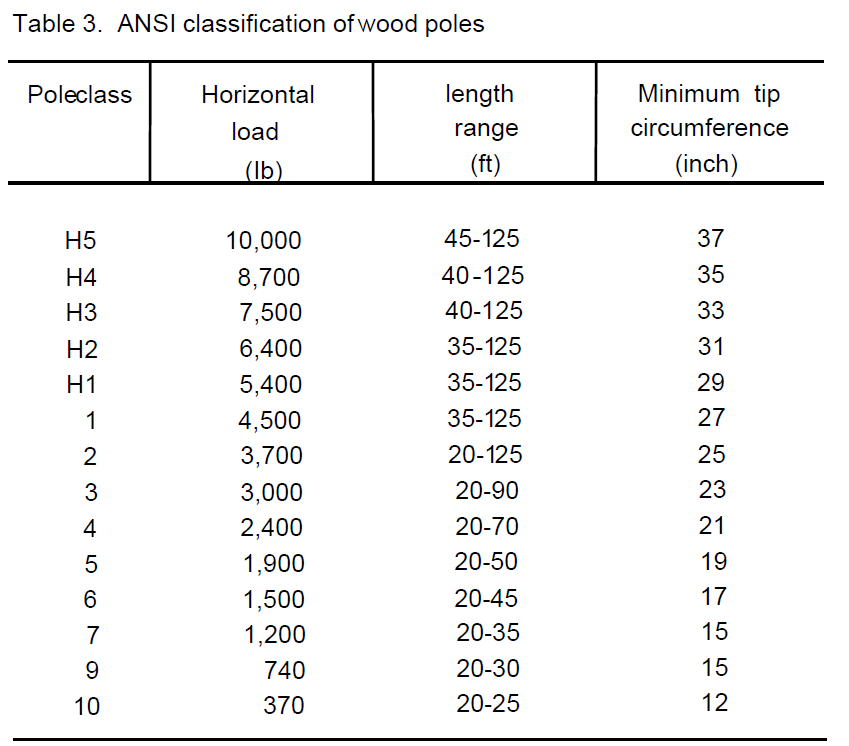 Table 3. ANSI classification of wood poles
Poleclass Horizontal load (lb) length range (ft) Minimum tip circumference (inch)
H5 10,000 45-125 37
H4 8,700 40-125 35
H3 7,500 40-125 33
H2 6,400 35-125 31
H1 5,400 35-125 29
1 4,500 35-125 27
2 3,700 20-125 25
3 3,000 20-90 23
4 2,400 20-70 21
5 1,900 20-50 19
6 1,500 20-45 17
7 1,200 20-35 15
9 740 20-30 15
10 370 20-25 12